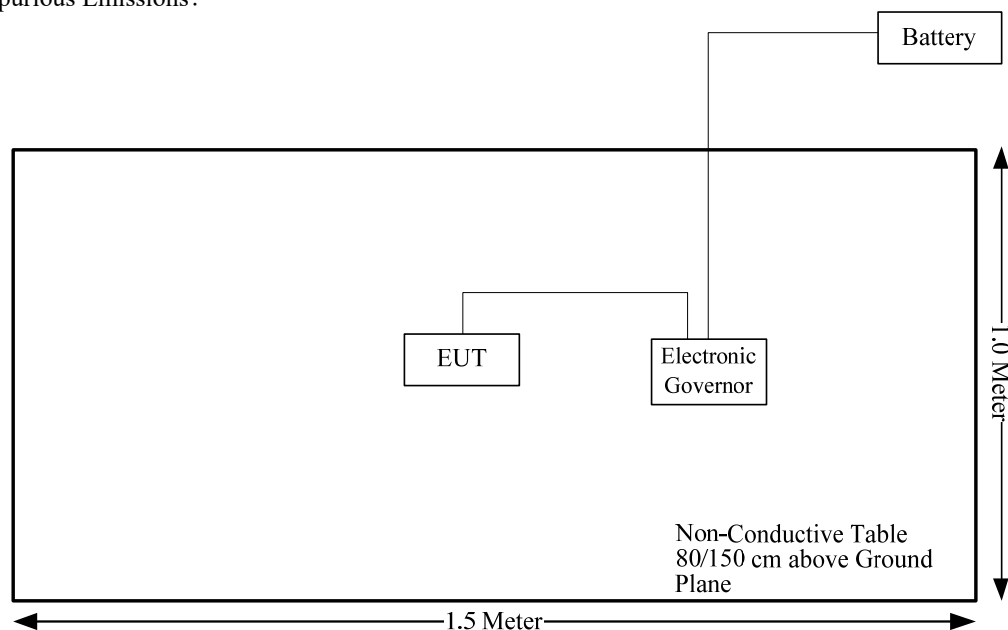 purious Emissions:
Battery
EUT
Electronic
Governor
1.0 Meter
Non-Conductive Table
80/150 cm above Ground
Plane
1.5 Meter